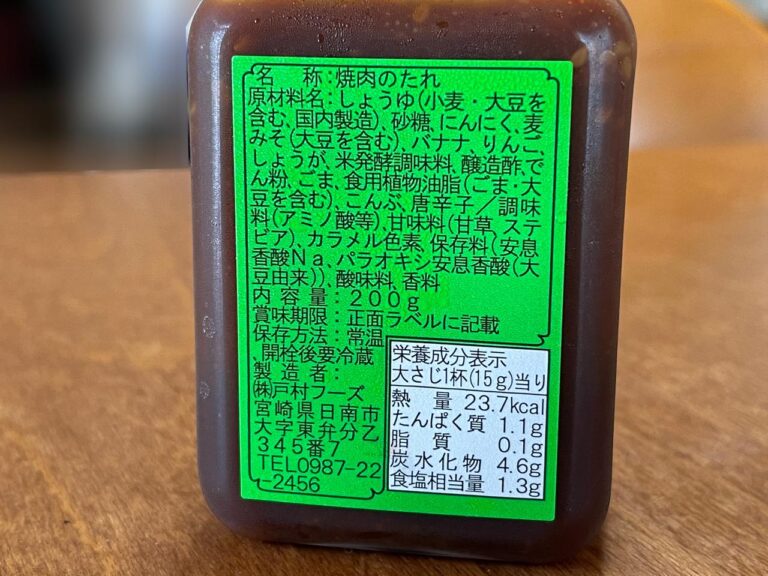 名　称:焼肉のたれ
原材料名:しょうゆ(小麦・大豆を
含む、国内製造)、砂糖、にんにく、麦
みそ(大豆を含む)、バナナ、りんご、
しょうが、米発酵調味料、醸造酢、で
ん粉、ごま、食用植物油脂(ごま・大
豆を含む)、こんぶ、唐辛子／調味
料(アミノ酸等)、甘味料(甘草、ステ
ビア)、カラメル色素、保存料(安息
香酸Ｎａ、パラオキシ安息香酸(大
豆由来))、酸味料、香料
内容量:２００ｇ
賞味期限:正面ラベルに記載
保存方法:常温
、開栓後要冷蔵
製造者:
㈱戸村フーズ
宮崎県日南市
大字東弁分乙
３４５番７
TEL0987-22
-2456
栄養成分表示
大さじ1杯(15g)当り
熱量 23.7kcal
たんぱく質 1.1g
脂質 0.1g
炭水化物 4.6g
食塩相当量 1.3g